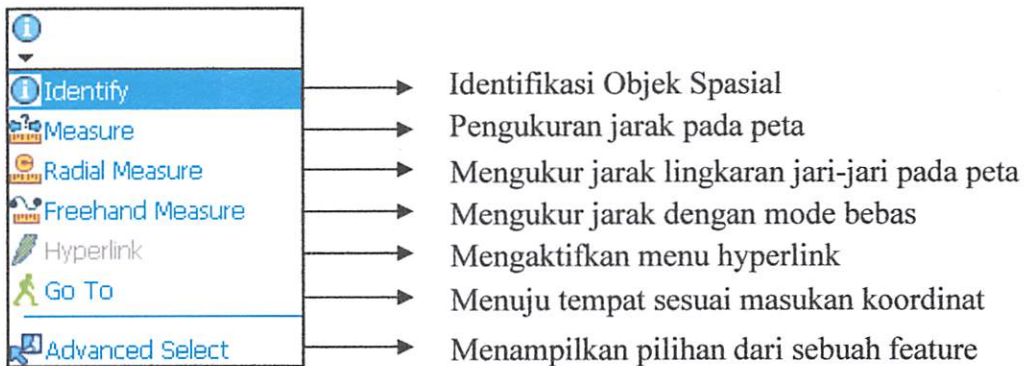 Identify Identifikasi Objek Spasial
Measure Pengukuran jarak pada peta
Radial Measure Mengukur jarak lingkaran jari-jari pada peta
Freehand Measure Mengukur jarak dengan mode bebas
Hyperlink Mengaktifkan menu hyperlink
Go To Menuju tempat sesuai masukan koordinat
Advanced Select Menampilkan pilihan dari sebuah feature